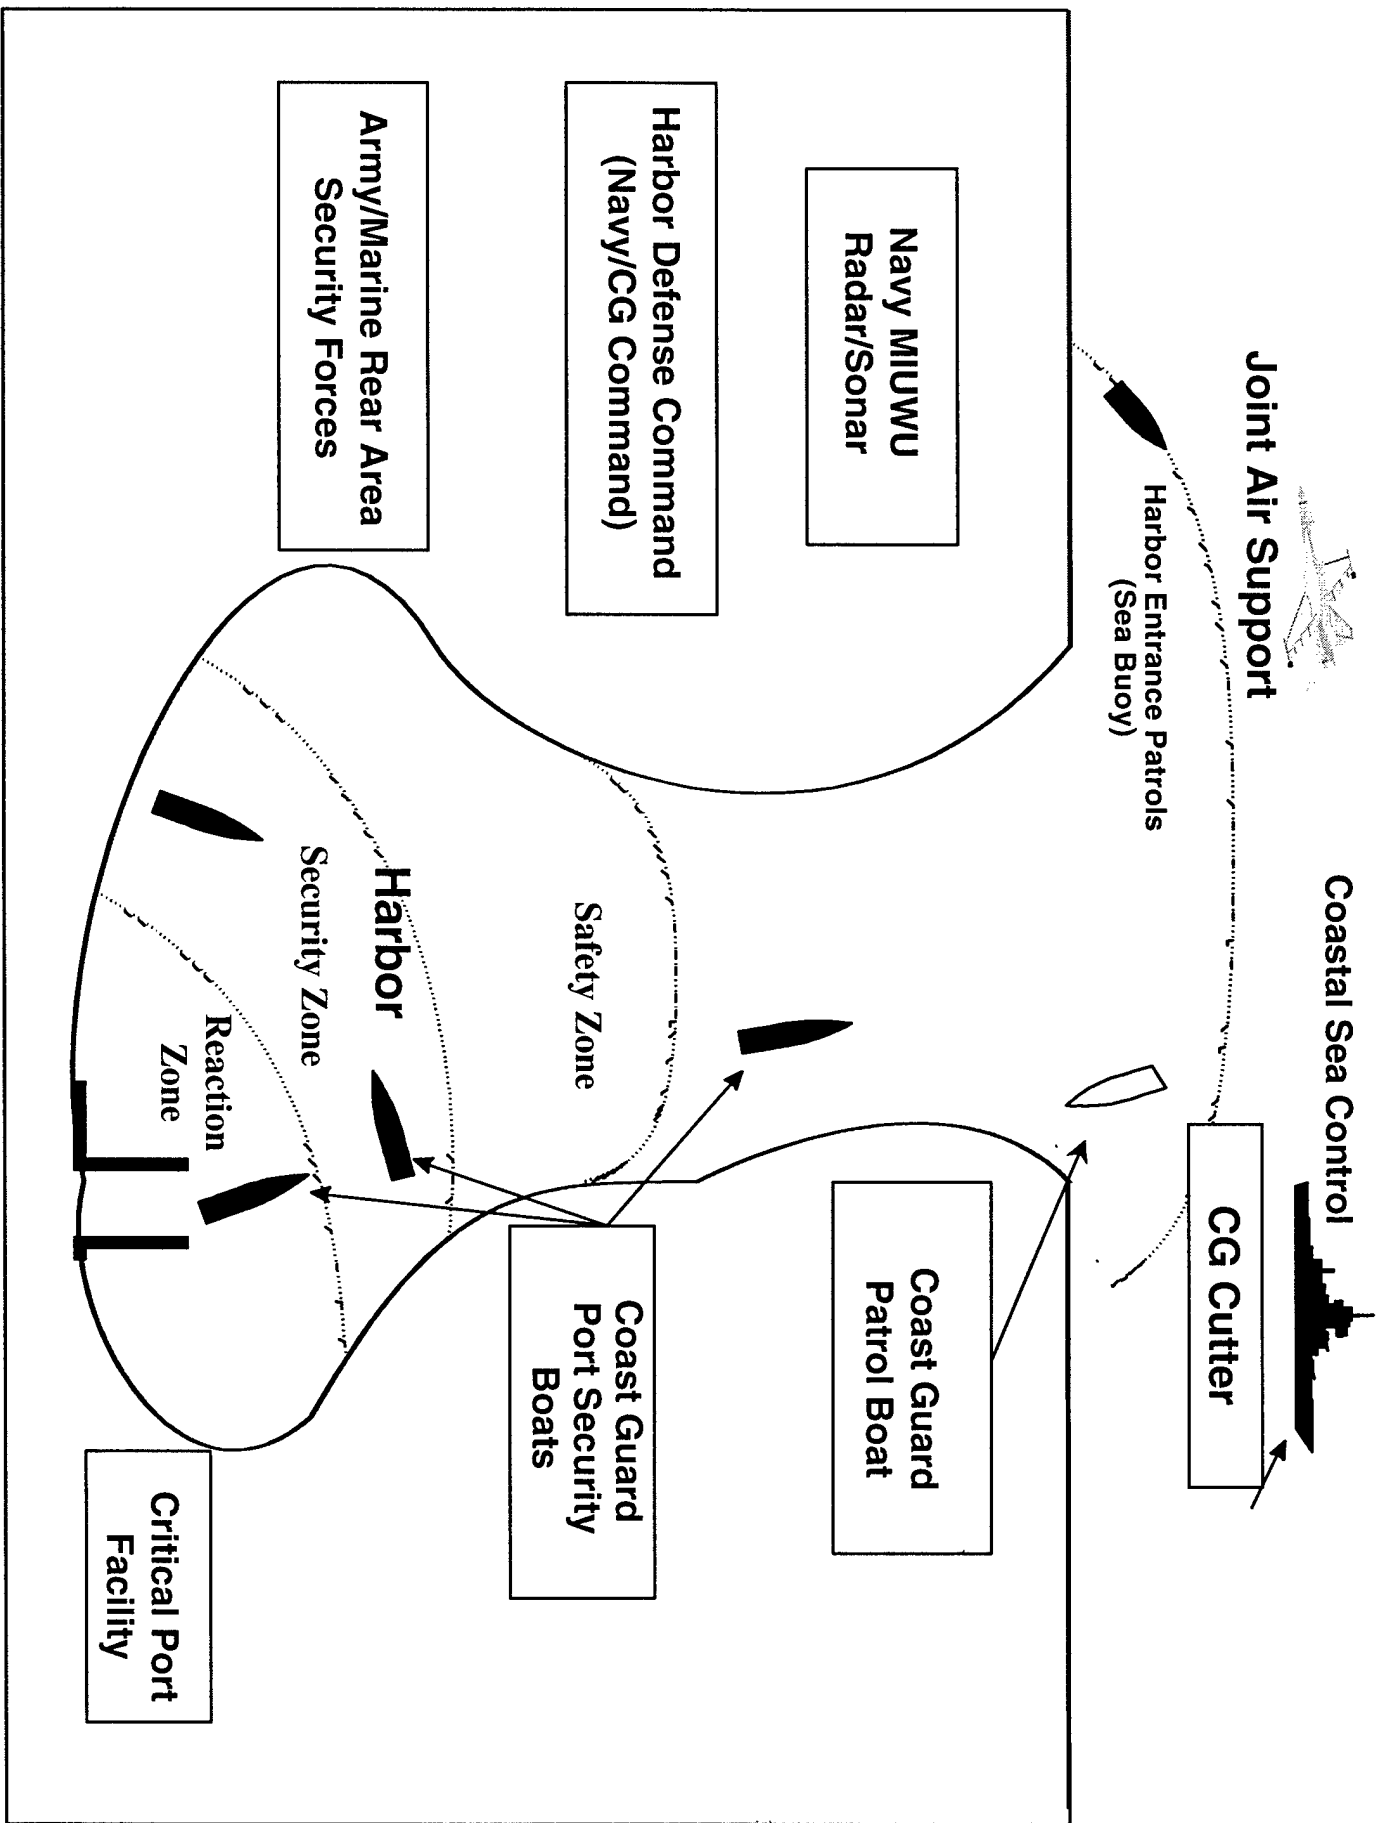 Coastal Sea Control
Joint Air Support
CG Cutter
Harbor Entrance Patrols
(Sea Buoy)
Navy MIUWU
Radar/Sonar
Coast Guard
Patrol Boat
Harbor Defense Command
(Navy/CG Command)
Safety Zone
Coast Guard
Port Security
Boats
Army/Marine Rear Area
Security Forces
Harbor
Security Zone
Reaction
Zone
Critical Port
Facility